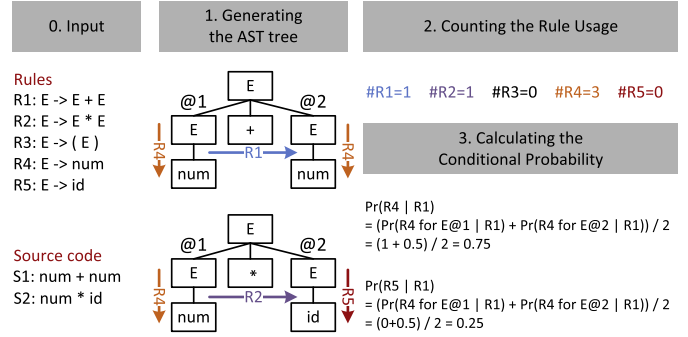 0. Input
1. Generating
the AST tree
2. Counting the Rule Usage
Rules
R1: E -> E + E
R2: E -> E * E
R3: E -> ( E )
R4: E -> num
R5: E -> id
Source code
S1: num + num
S2: num * id
E
@1
@2
E
+
E
R4
R1
R4
num
num
E
@1
@2
E
*
E
R4
R2
R5
num
id
#R1=1 #R2=1 #R3=0 #R4=3 #R5=0
3. Calculating the
Conditional Probability
Pr(R4 | R1)
= (Pr(R4 for E@1 | R1) + Pr(R4 for E@2 | R1)) / 2
= (1 + 0.5) / 2 = 0.75
Pr(R5 | R1)
= (Pr(R4 for E@1 | R1) + Pr(R4 for E@2 | R1)) / 2
= (0+0.5) / 2 = 0.25